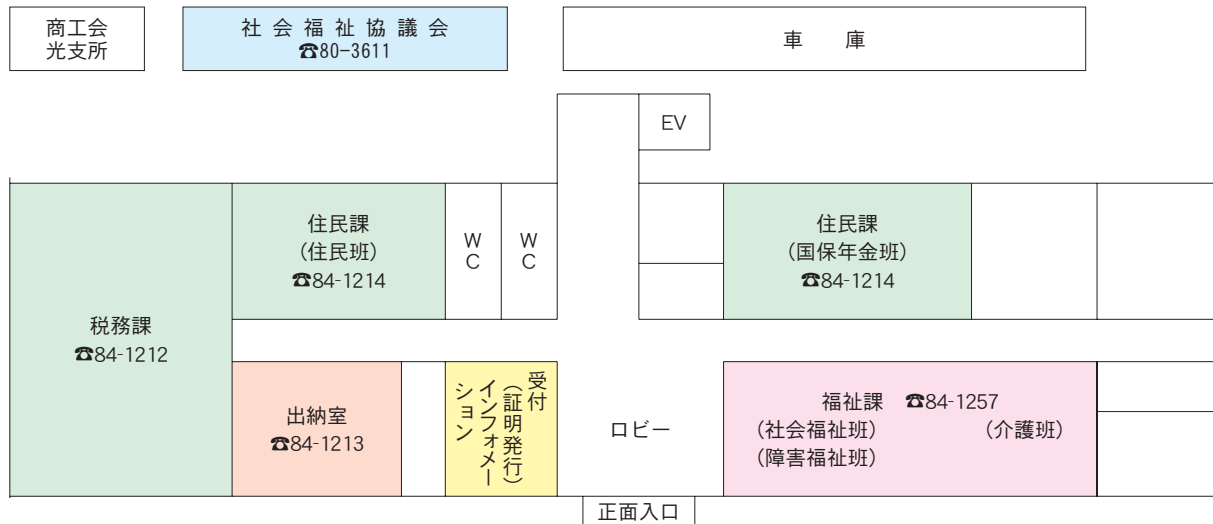 商工会
光支所
社会福祉協議会
☎80−3611
車庫
EV
税務課
☎84-1212
住民課
（住民班）
☎84-1214
WC
WC
住民課
（国保年金班）
☎84-1214
出納室
☎84-1213
受付
（証明発行）
インフォメー
ション
ロビー
福祉課 ☎84-1257
（社会福祉班） （介護班）
（障害福祉班）
正面入口